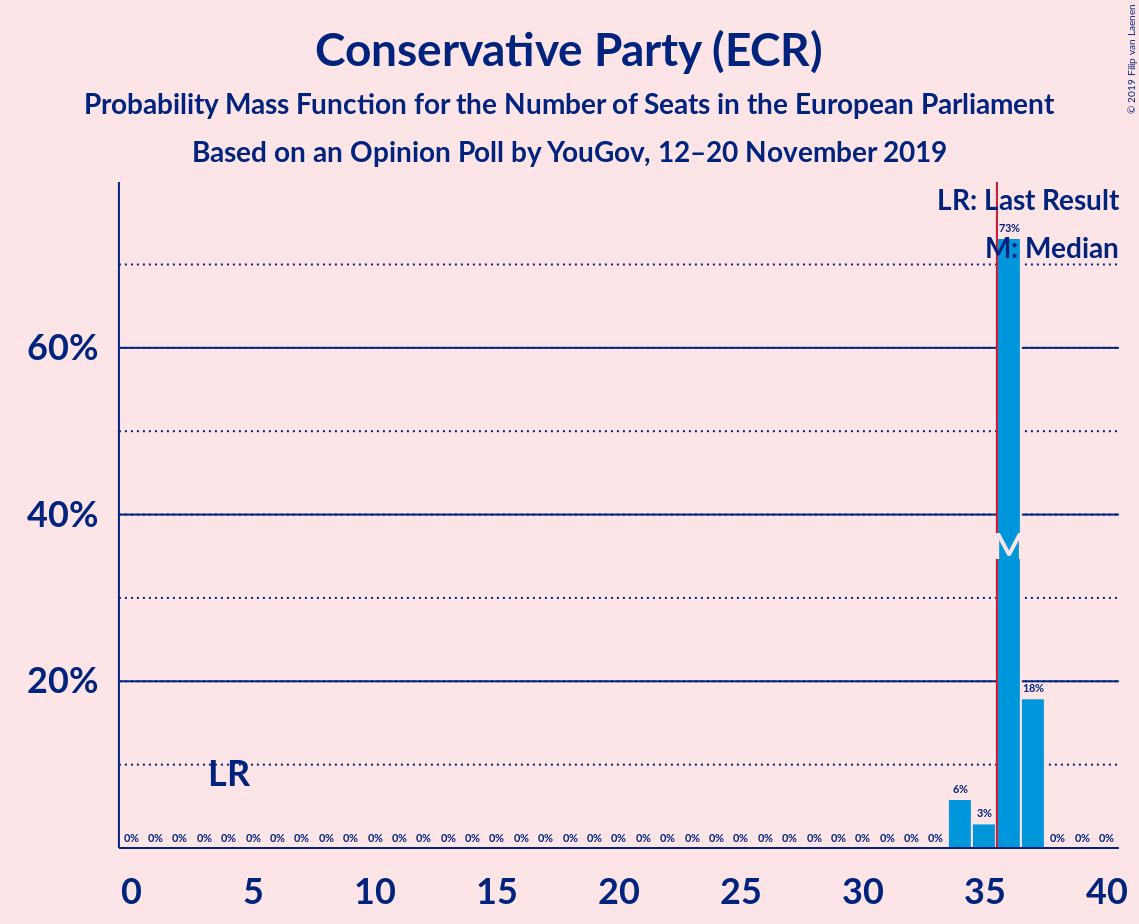 Conservative Party (ECR)
Probability Mass Function for the Number of Seats in the European Parliament
Based on an Opinion Poll by YouGov, 12–20 November 2019
© 2019 Filip van Laenen
LR: Last Result
M: Median
73%
60%
40%
M
20%
18%
LR
6%
3%
0% 0% 0% 0% 0% 0% 0% 0% 0% 0% 0% 0% 0% 0% 0% 0% 0% 0% 0% 0% 0% 0% 0% 0% 0% 0% 0% 0% 0% 0% 0% 0% 0% 0% 0% 0% 0%
0 5 10 15 20 25 30 35 40